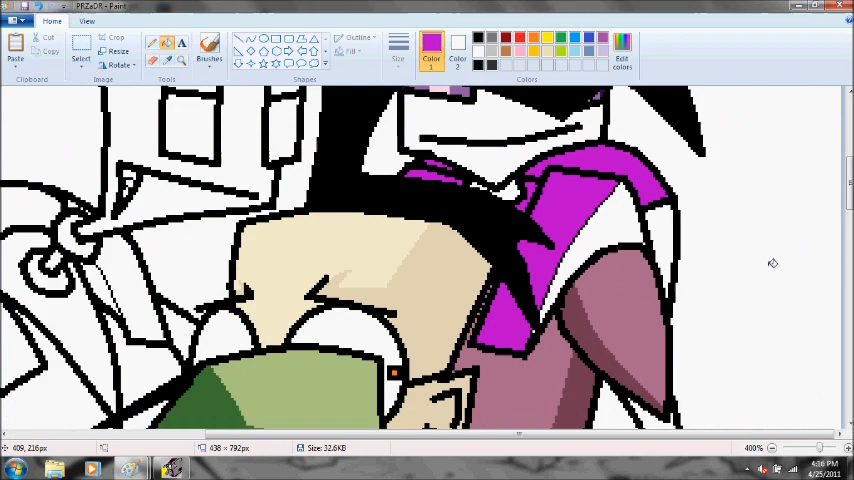 PRZaDR - Paint
Home
View
Paste
Cut
Copy
Clipboard
Select
Crop
Resize
Rotate
Image
A
Tools
Brushes
Shapes
Outline
Fill
Size
Color
1
Color
2
Edit
colors
Colors
409, 216px
438 × 792px
Size: 32.6KB
400%
4:16 PM
4/25/2011